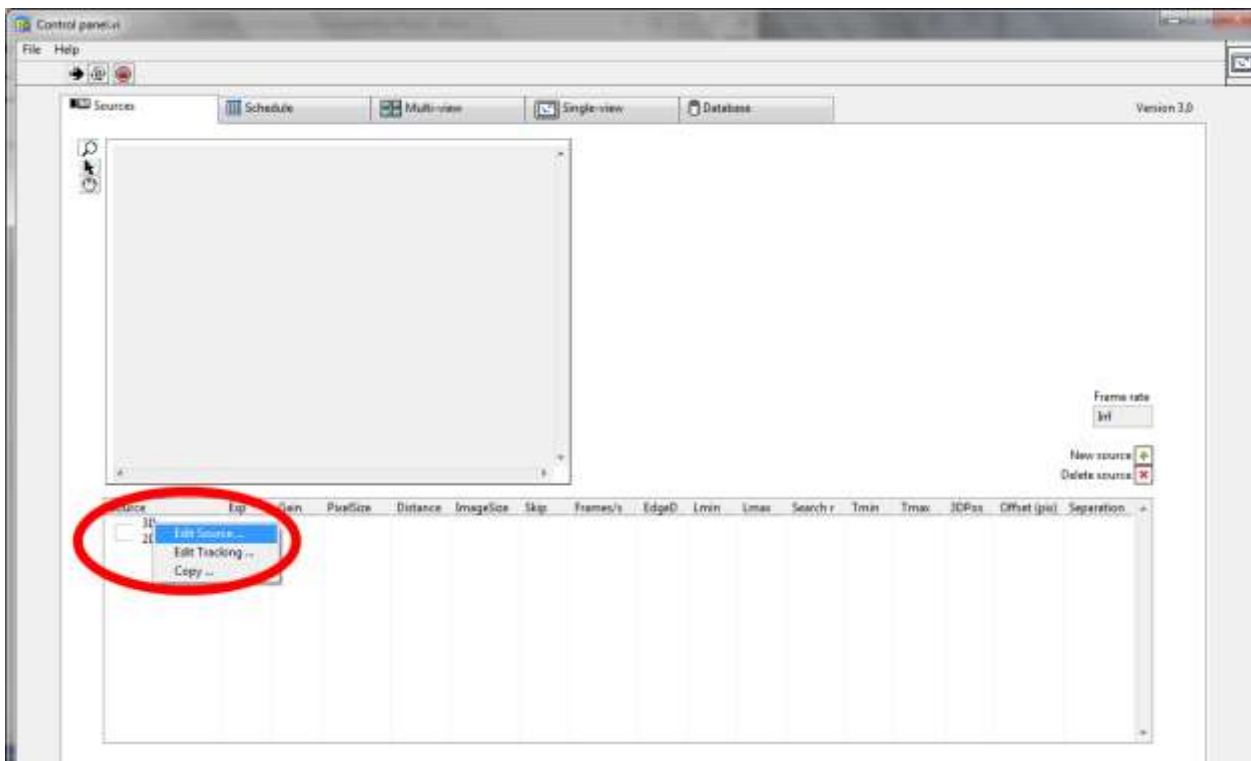 Control panel.vi
File Help
Sources Schedule Multi-view Single-view Database Version 3.0
Frame rate
Inf
New source
Delete source
Source Exp Gain PixelSize Distance ImageSize Skip Frames/s EdgeD Lmin Lmax Search r Tmin Tmax 3DPos Offset (pix) Separation
Edit Source ...
Edit Tracking ...
Copy ...